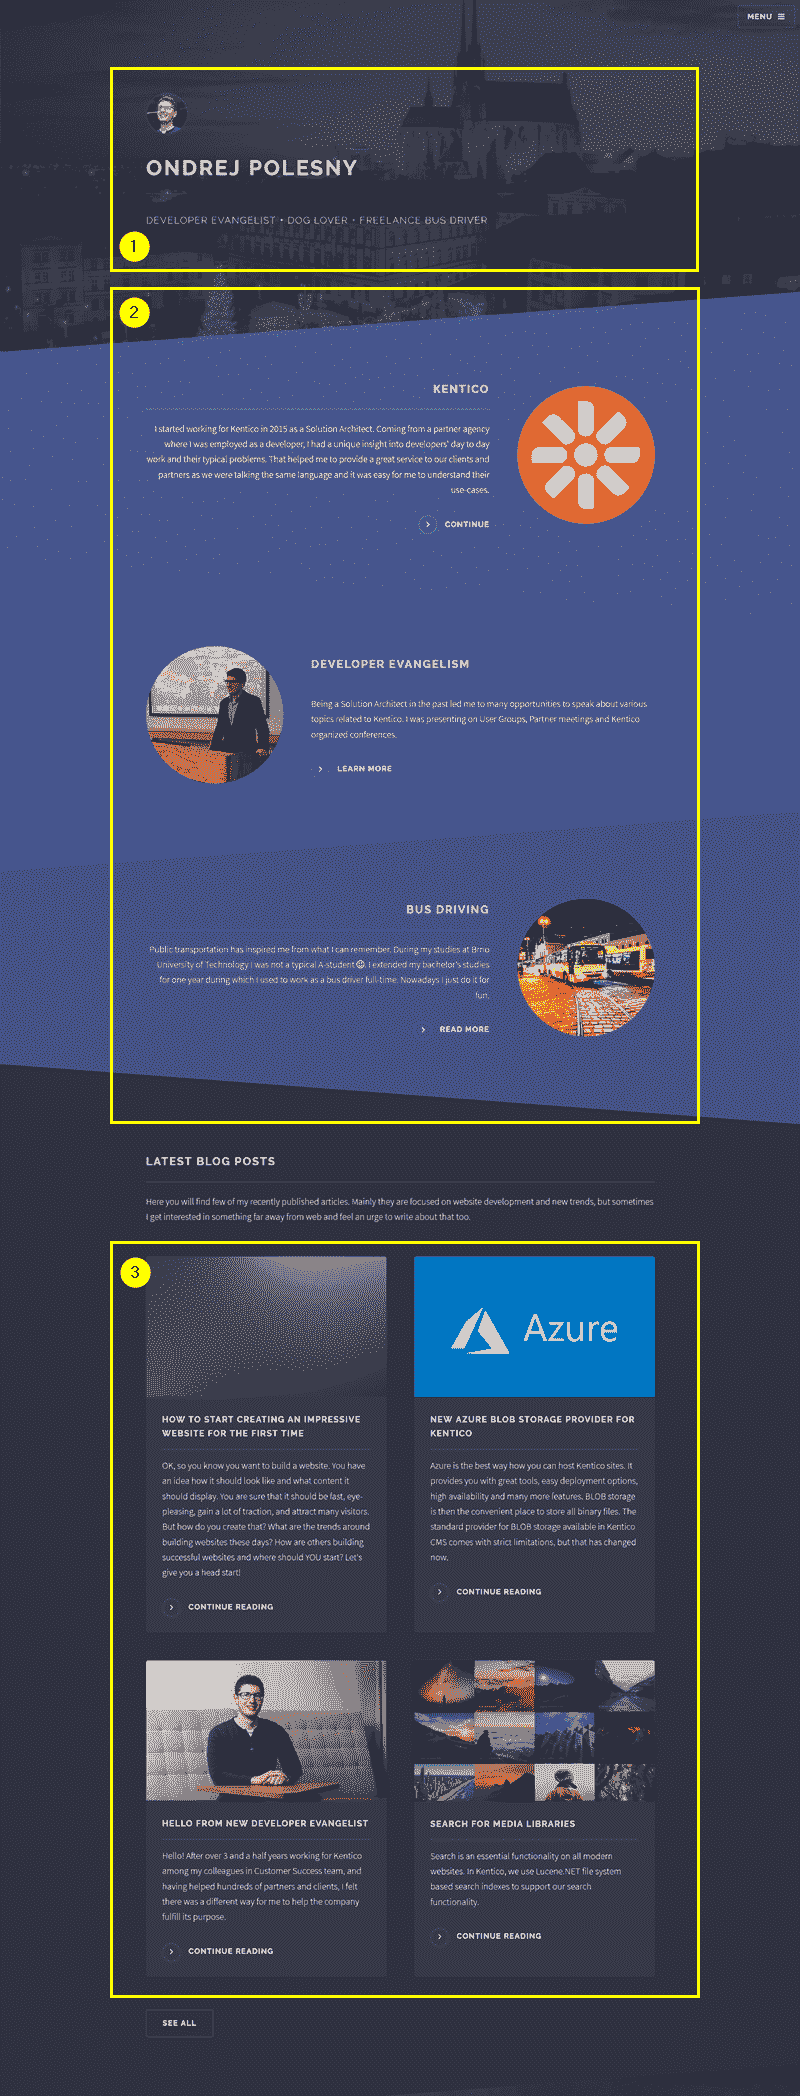 MENU
ONDREJ POLESNY
DEVELOPER EVANGELIST • DOG LOVER • FREELANCE BUS DRIVER
1
2
KENTICO
I started working for Kentico in 2015 as a Solution Architect. Coming from a partner agency
where I was employed as a developer, I had a unique insight into developers' day to day
work and their typical problems. That helped me to provide a great service to our clients and
partners as we were talking the same language and it was easy for me to understand their
use-cases.
CONTINUE
DEVELOPER EVANGELISM
Being a Solution Architect in the past led me to many opportunities to speak about various
topics related to Kentico. I was presenting on User Groups, Partner meetings and Kentico
organized conferences.
LEARN MORE
BUS DRIVING
Public transportation has inspired me from what I can remember. During my studies at Brno
University of Technology I was not a typical A-student 😉. I extended my bachelor's studies
for one year during which I used to work as a bus driver full-time. Nowadays I just do it for
fun.
READ MORE
LATEST BLOG POSTS
Here you will find few of my recently published articles. Mainly they are focused on website development and new trends, but sometimes
I get interested in something far away from web and feel an urge to write about that too.
3
Azure
HOW TO START CREATING AN IMPRESSIVE
WEBSITE FOR THE FIRST TIME
OK, so you know you want to build a website. You have
an idea how it should look like and what content it
should display. You are sure that it should be fast, eye-
pleasing, gain a lot of traction, and attract many visitors.
But how do you create that? What are the trends around
building websites these days? How are others building
successful websites and where should YOU start? Let's
give you a head start!
CONTINUE READING
NEW AZURE BLOB STORAGE PROVIDER FOR
KENTICO
Azure is the best way how you can host Kentico sites. It
provides you with great tools, easy deployment options,
high availability and many more features. BLOB storage
is then the convenient place to store all binary files. The
standard provider for BLOB storage available in Kentico
CMS comes with strict limitations, but that has changed
now.
CONTINUE READING
HELLO FROM NEW DEVELOPER EVANGELIST
Hello! After over 3 and a half years working for Kentico
among my colleagues in Customer Success team, and
having helped hundreds of partners and clients, I felt
there was a different way for me to help the company
fulfill its purpose.
CONTINUE READING
SEARCH FOR MEDIA LIBRARIES
Search is an essential functionality on all modern
websites. In Kentico, we use Lucene.NET file system
based search indexes to support our search
functionality.
CONTINUE READING
SEE ALL